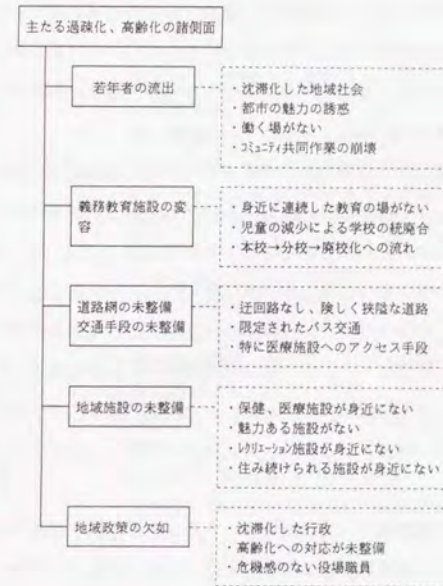 主たる過疎化、高齢化の諸側面
若年者の流出
・沈滞化した地域社会
・都市の魅力の誘惑
・働く場がない
・ｺﾐｭﾆﾃｨ共同作業の崩壊
義務教育施設の変
容
・身近に連続した教育の場がない
・児童の減少による学校の統廃合
・本校→分校→廃校化への流れ
道路網の未整備
交通手段の未整備
・迂回路なし、険しく狭隘な道路
・限定されたバス交通
・特に医療施設へのアクセス手段
地域施設の未整備
・保健、医療施設が身近にない
・魅力ある施設がない
・ﾚｸﾘｴｰｼｮﾝ施設が身近にない
・住み続けられる施設が身近にない
地域政策の欠如
・沈滞化した行政
・高齢化への対応が未整備
・危機感のない役場職員